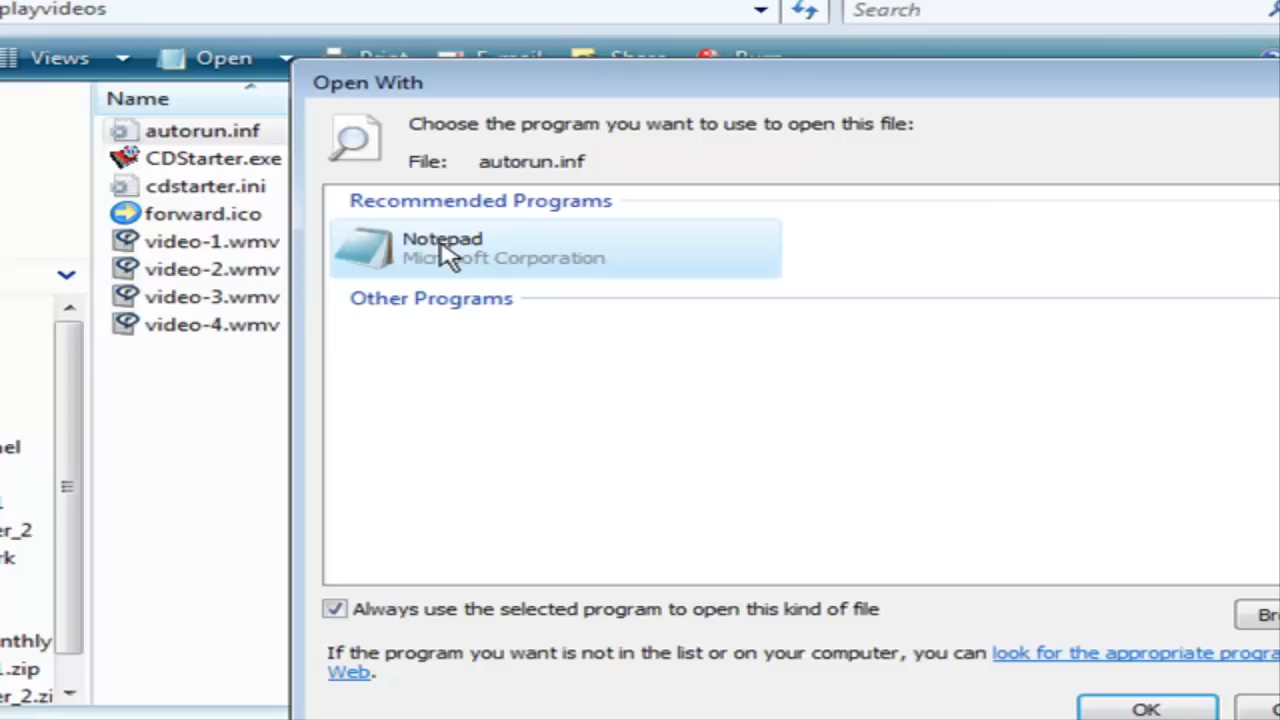 playvideos
Search
Views
Open
Print
E-mail
Share
Burn
Open With
Name
Choose the program you want to use to open this file:
File: autorun.inf
autorun.inf
CDStarter.exe
cdstarter.ini
forward.ico
video-1.wmv
video-2.wmv
video-3.wmv
video-4.wmv
Recommended Programs
Notepad
Microsoft Corporation
Other Programs
nel
er_2
rk
nthly
.zip
er_2.zi
Always use the selected program to open this kind of file
Br
If the program you want is not in the list or on your computer, you can look for the appropriate progra
Web.
OK